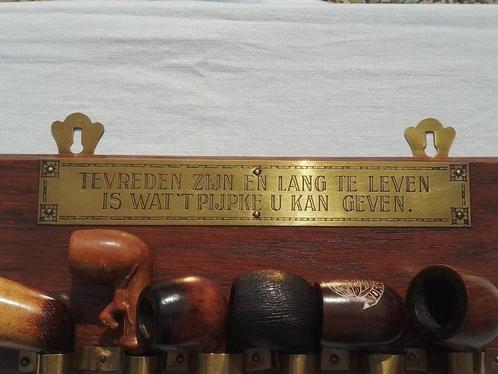 TEVREDEN ZIJN EN LANG TE LEVEN
IS WAT'T PIJPKE U KAN GEVEN.